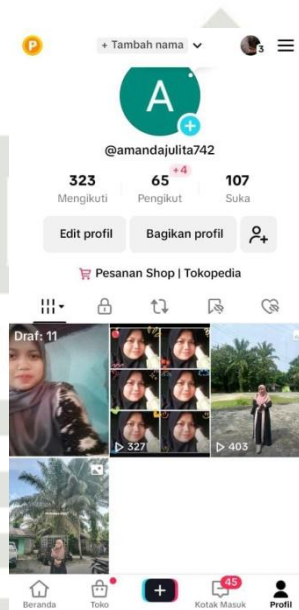 P
+ Tambah nama
3
A
@amandajulita742
+4
323 65 107
Mengikuti Pengikut Suka
Edit profil Bagikan profil
Pesanan Shop | Tokopedia
Draf: 11
327 403
45
Beranda Toko Kotak Masuk Profil